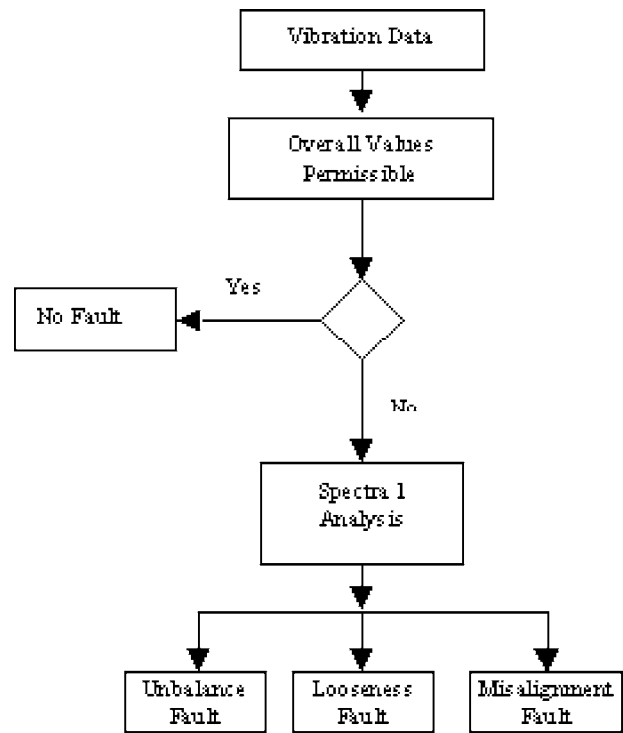 Vibration Data
Overall Values
Permissible
Yes
No Fault
No
Spectral
Analysis
Unbalance
Fault
Looseness
Fault
Misalignment
Fault